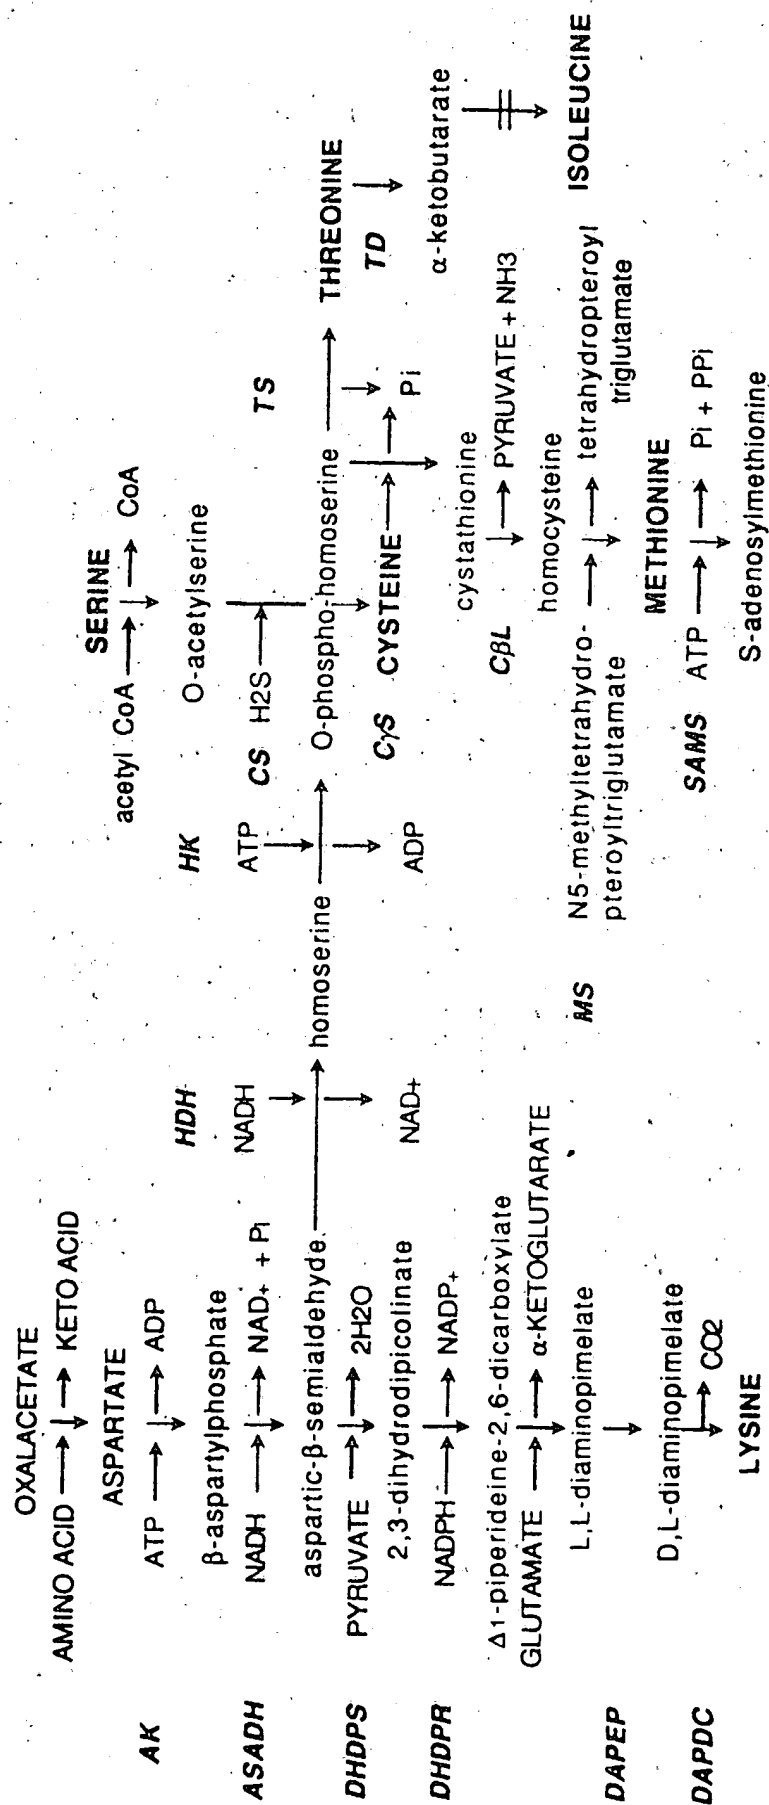 OXALACETATE
AMINO ACID KETO ACID
ASPARTATE
AK ATP ADP
β-aspartylphosphate
ASADH NADH NAD+ + Pi
aspartic-β-semialdehyde
DHDPS PYRUVATE 2H2O
2,3-dihydrodipicolinate
DHDPR NADPH NADP+
Δ1-piperideine-2,6-dicarboxylate
GLUTAMATE α-KETOGLUTARATE
L,L-diaminopimelate
DAPEP
D,L-diaminopimelate
DAPDC CO2
LYSINE
HDH
NADH
NAD+
homoserine
HK
ATP
ADP
SERINE
acetyl CoA CoA
O-acetylserine
CS H2S
O-phospho-homoserine
CγS CYSTEINE
TS
Pi
THREONINE
TD
α-ketobutarate
ISOLEUCINE
cystathionine
CβL PYRUVATE + NH3
homocysteine
MS N5-methyltetrahydro-
pteroyltriglutamate
tetrahydropteroyl
triglutamate
METHIONINE
SAMS ATP Pi + PPi
S-adenosylmethionine